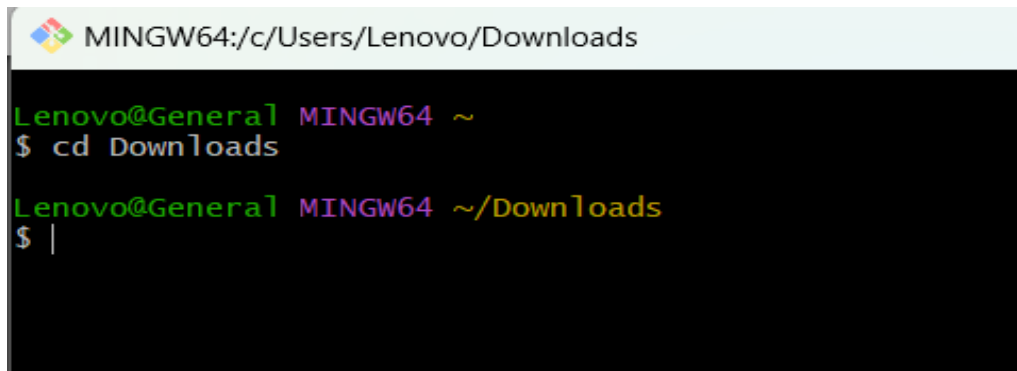 MINGW64:/c/Users/Lenovo/Downloads
Lenovo@General MINGW64 ~
$ cd Downloads
Lenovo@General MINGW64 ~/Downloads
$